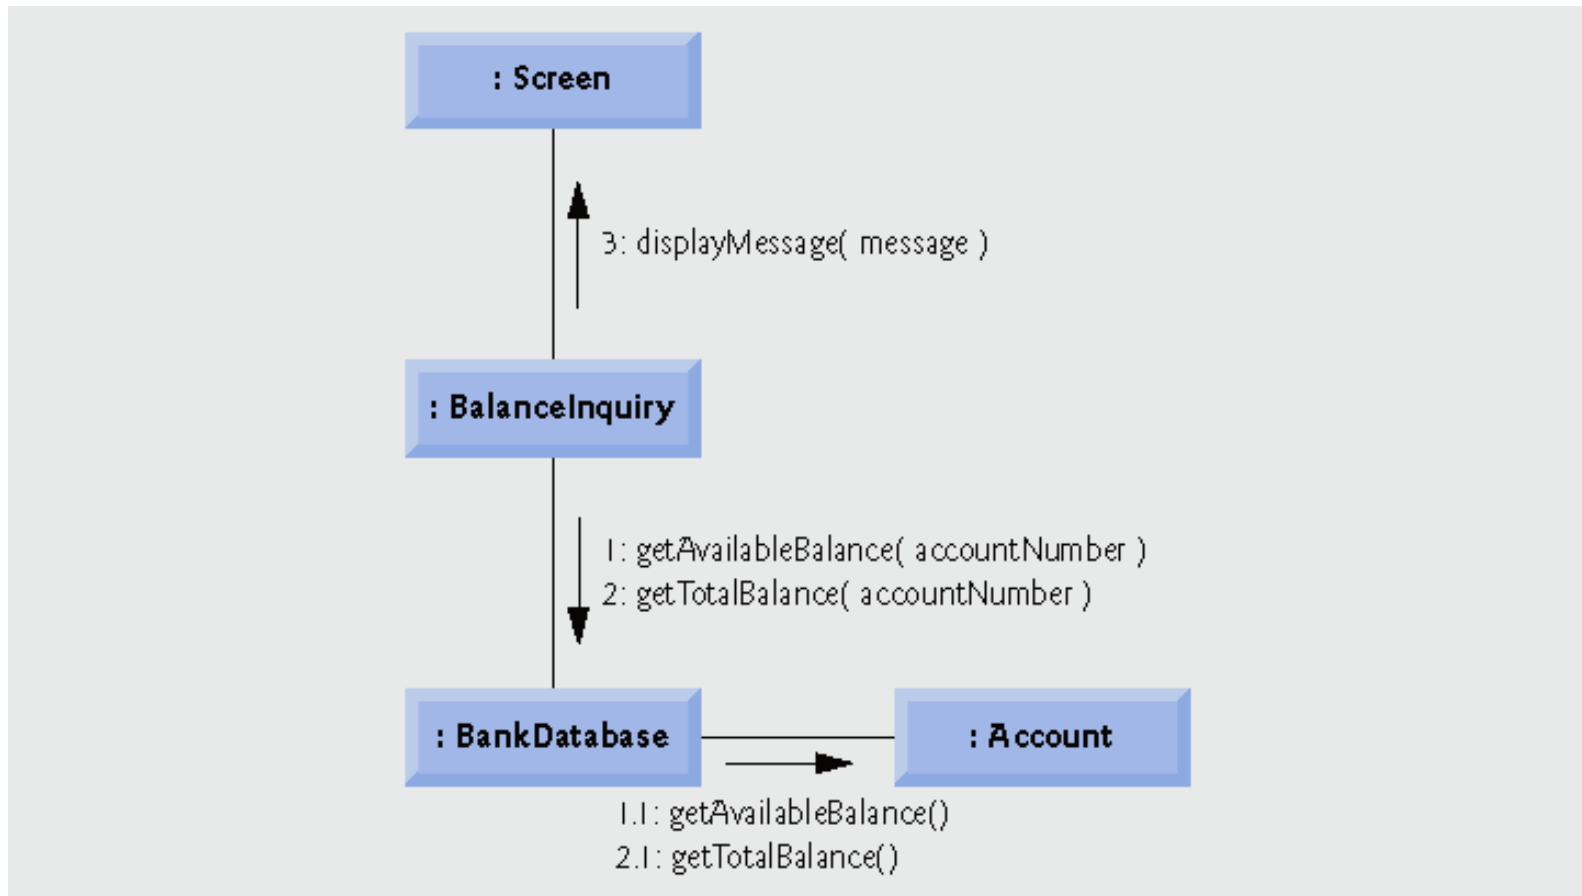 : Screen
3: displayMessage( message )
: BalanceInquiry
1: getAvailableBalance( accountNumber )
2: getTotalBalance( accountNumber )
: BankDatabase
: Account
1.1: getAvailableBalance()
2.1: getTotalBalance()